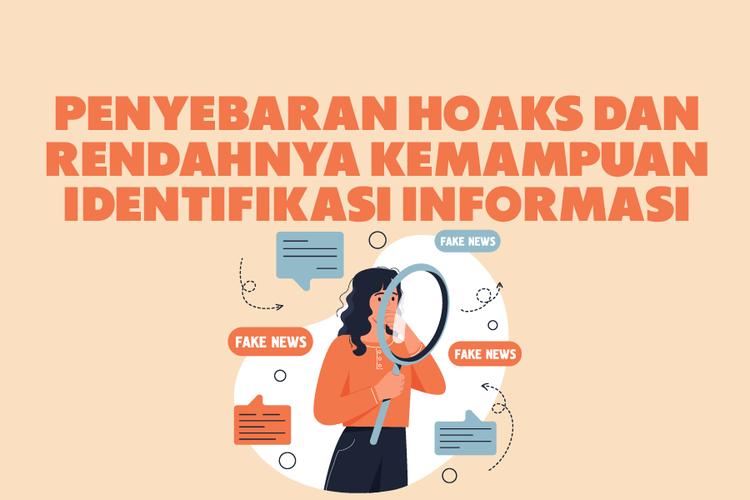 PENYEBARAN HOAKS DAN
RENDAHNYA KEMAMPUAN
IDENTIFIKASI INFORMASI
FAKE NEWS
FAKE NEWS
FAKE NEWS